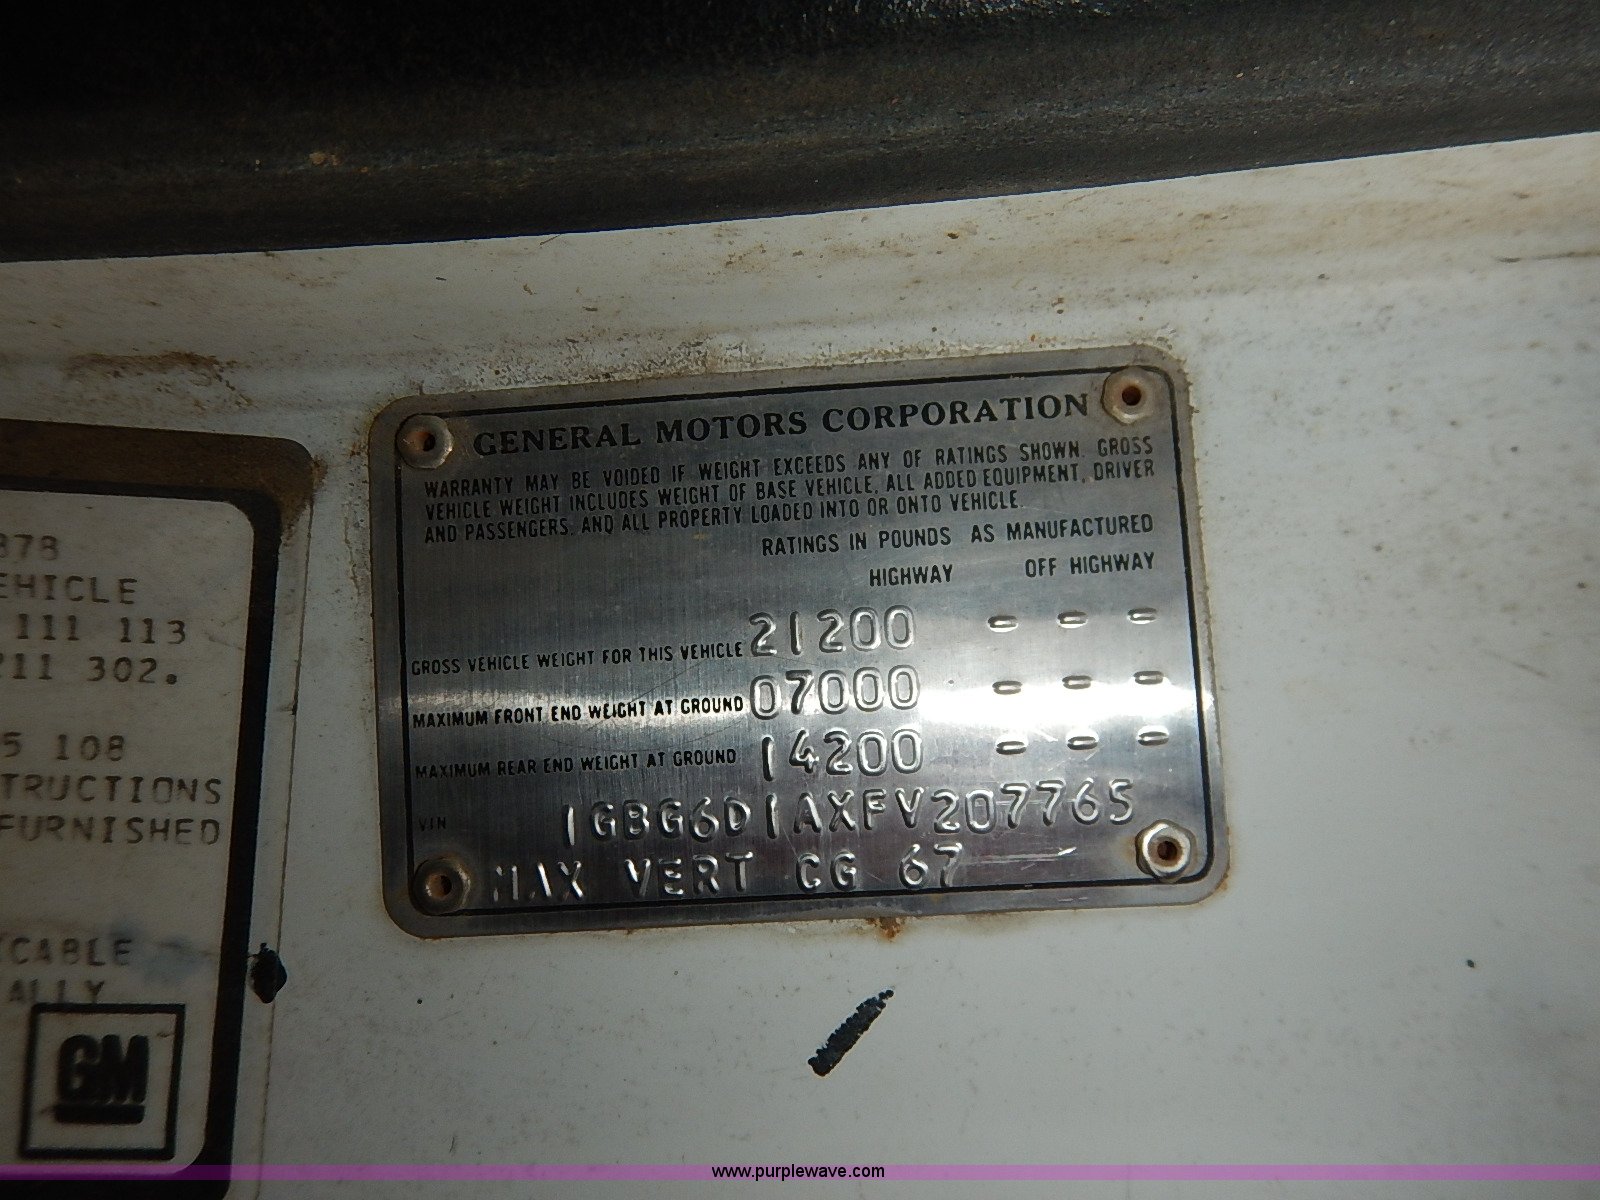 GENERAL MOTORS CORPORATION
WARRANTY MAY BE VOIDED IF WEIGHT EXCEEDS ANY OF RATINGS SHOWN. GROSS
VEHICLE WEIGHT INCLUDES WEIGHT OF BASE VEHICLE, ALL ADDED EQUIPMENT, DRIVER
AND PASSENGERS, AND ALL PROPERTY LOADED INTO OR ONTO VEHICLE.
RATINGS IN POUNDS AS MANUFACTURED
HIGHWAY OFF HIGHWAY
GROSS VEHICLE WEIGHT FOR THIS VEHICLE 21200 - - -
MAXIMUM FRONT END WEIGHT AT GROUND 07000 - - -
MAXIMUM REAR END WEIGHT AT GROUND 14200 - - -
VIN 1GBG6D1AXFV207765
MAX VERT CG 67
878
EHICLE
111 113
211 302.
5 108
TRUCTIONS
FURNISHED
ICABLE
ALLY
GM
www.purplewave.com